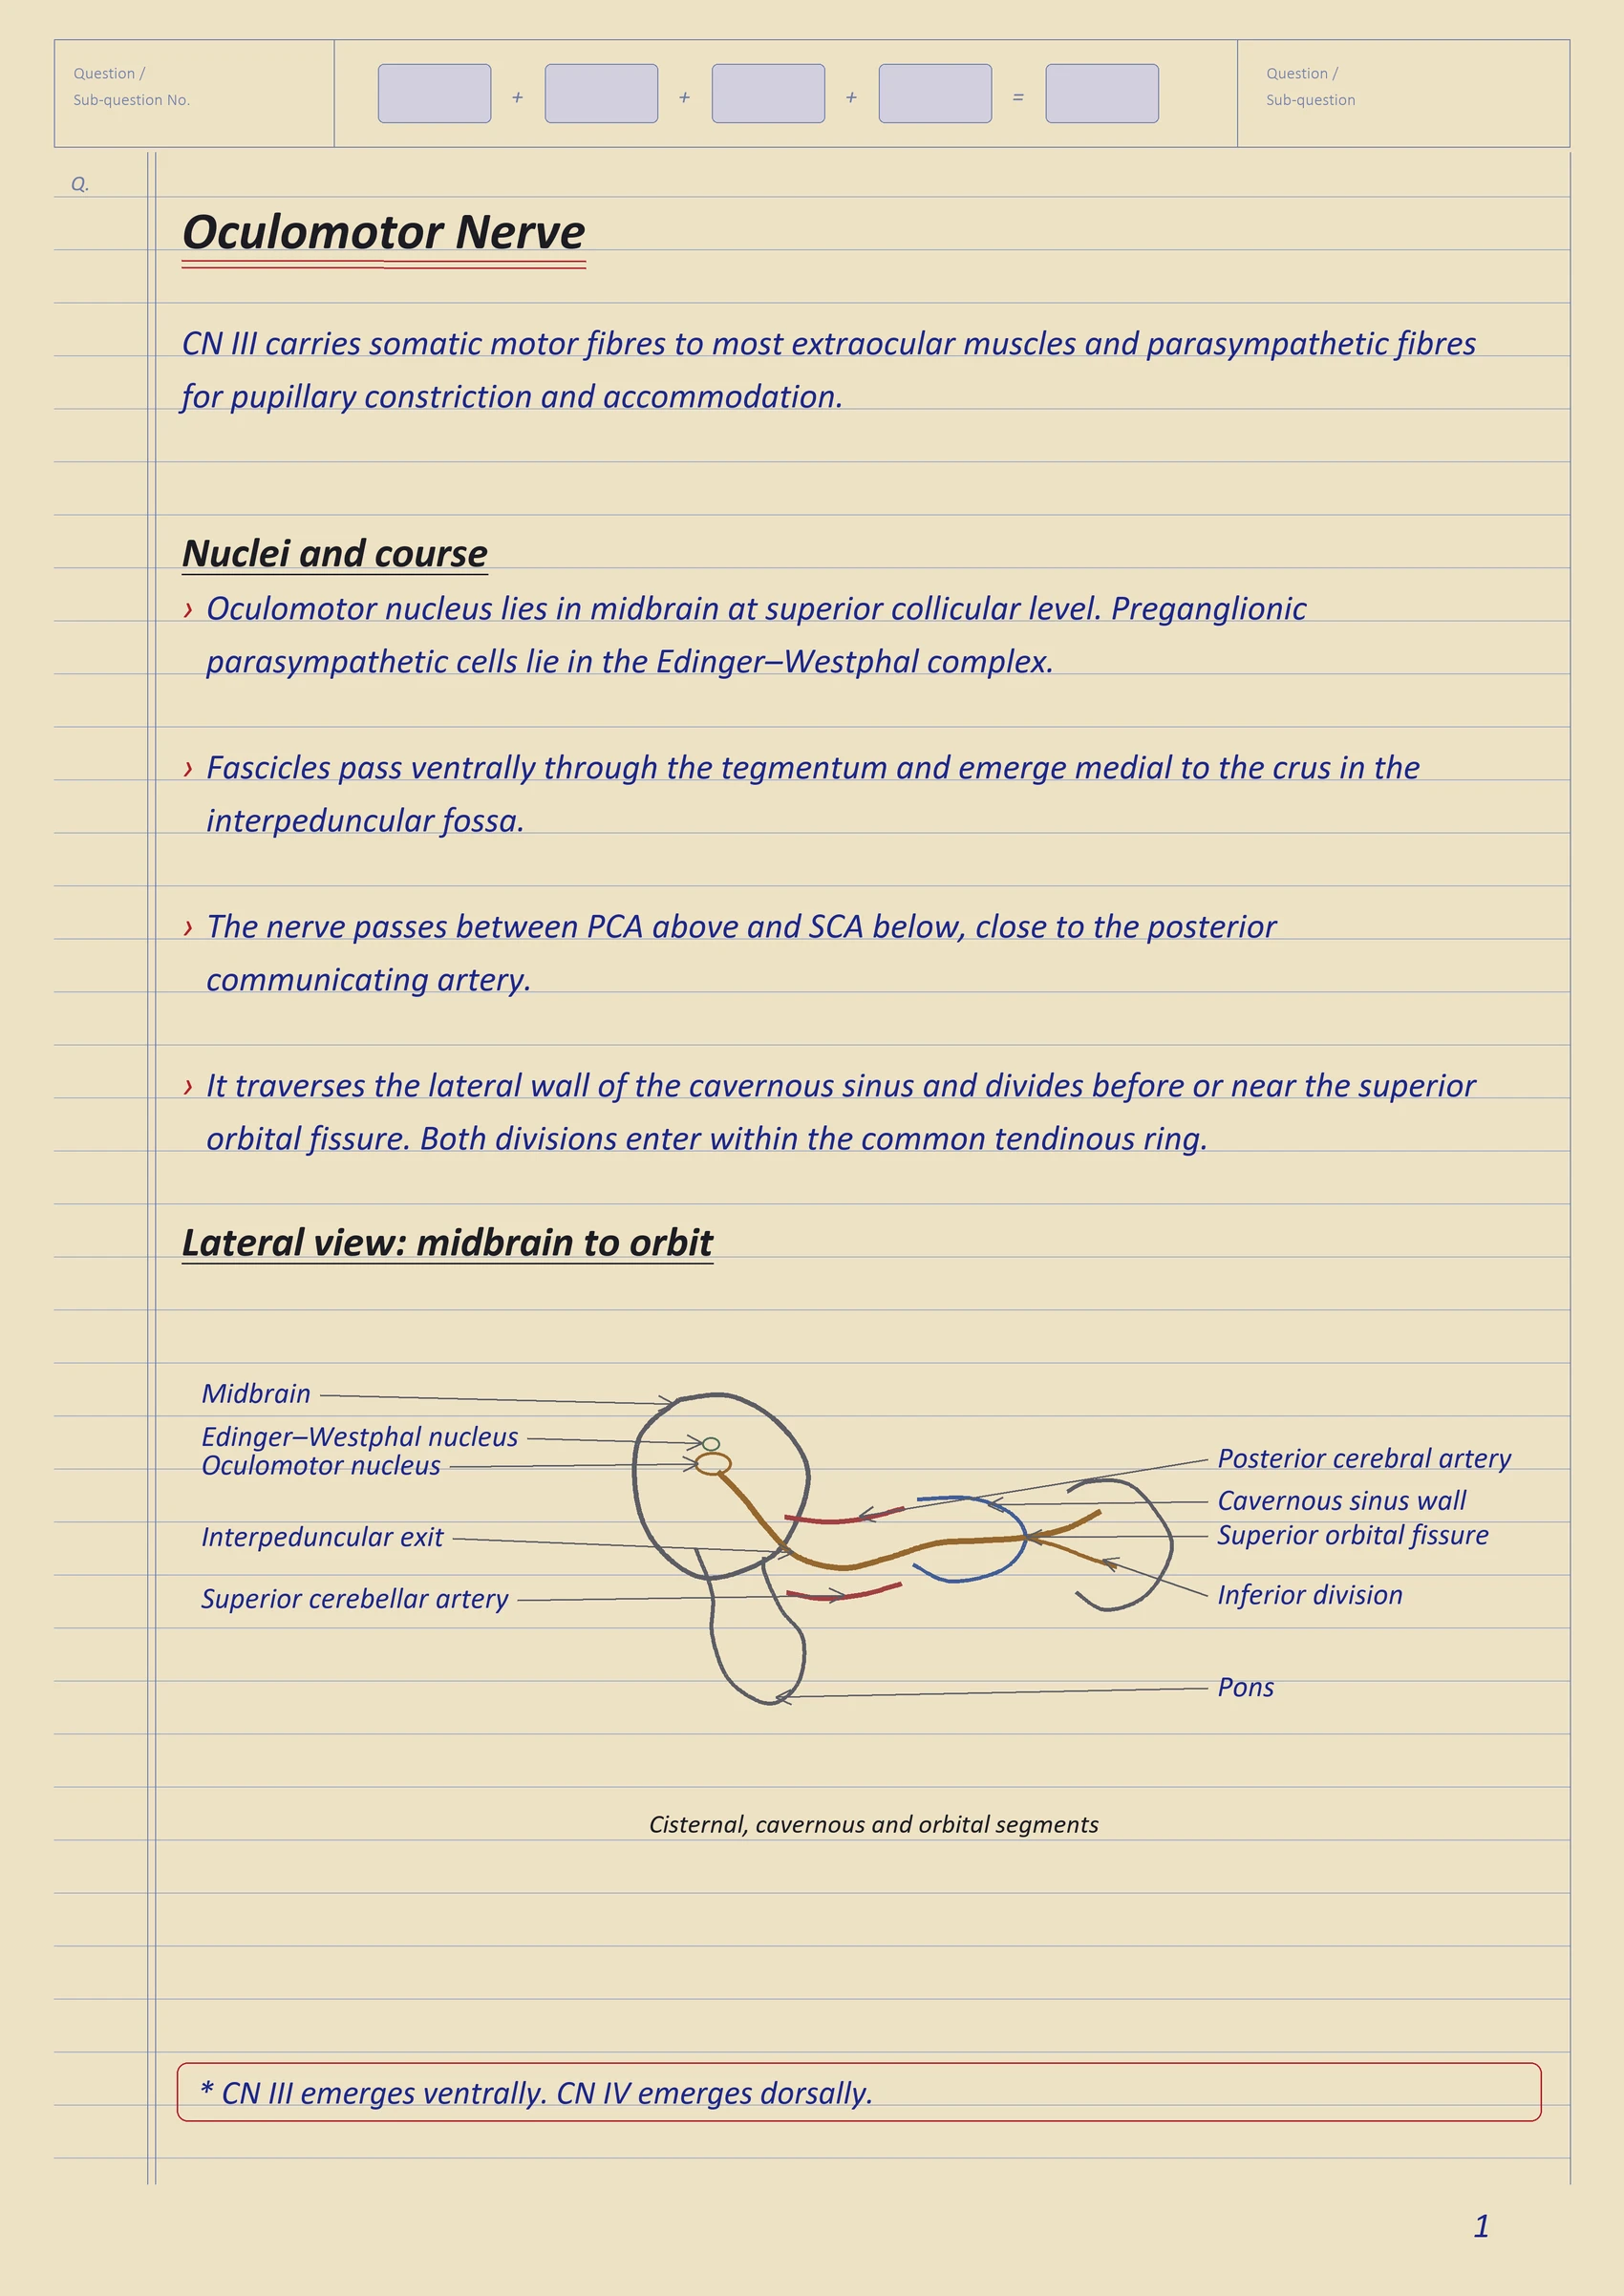 Question /
Sub-question No.
+ + + =
Question /
Sub-question
Q.
Oculomotor Nerve
CN III carries somatic motor fibres to most extraocular muscles and parasympathetic fibres
for pupillary constriction and accommodation.
Nuclei and course
› Oculomotor nucleus lies in midbrain at superior collicular level. Preganglionic
parasympathetic cells lie in the Edinger–Westphal complex.
› Fascicles pass ventrally through the tegmentum and emerge medial to the crus in the
interpeduncular fossa.
› The nerve passes between PCA above and SCA below, close to the posterior
communicating artery.
› It traverses the lateral wall of the cavernous sinus and divides before or near the superior
orbital fissure. Both divisions enter within the common tendinous ring.
Lateral view: midbrain to orbit
Midbrain
Edinger–Westphal nucleus
Oculomotor nucleus
Interpeduncular exit
Superior cerebellar artery
Posterior cerebral artery
Cavernous sinus wall
Superior orbital fissure
Inferior division
Pons
Cisternal, cavernous and orbital segments
* CN III emerges ventrally. CN IV emerges dorsally.
1